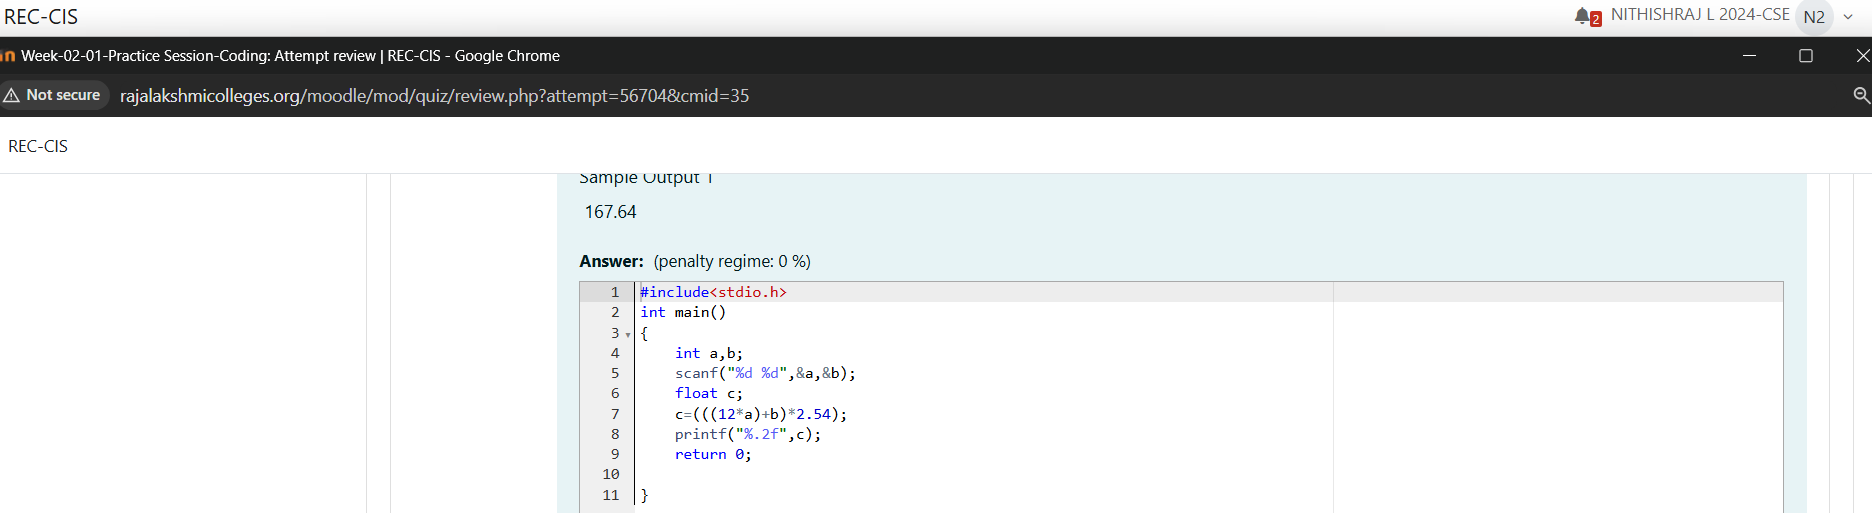 REC-CIS
2 NITHISHRAJ L 2024-CSE N2
Week-02-01-Practice Session-Coding: Attempt review | REC-CIS - Google Chrome
Not secure rajalakshmicolleges.org/moodle/mod/quiz/review.php?attempt=56704&cmid=35
REC-CIS
Sample Output 1
167.64
Answer: (penalty regime: 0 %)
1 #include<stdio.h>
2 int main()
3 {
4 int a,b;
5 scanf("%d %d",&a,&b);
6 float c;
7 c=(((12*a)+b)*2.54);
8 printf("%.2f",c);
9 return 0;
10
11 }